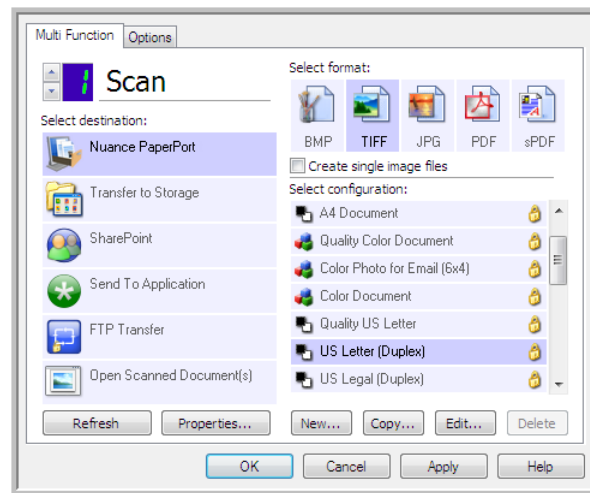 Multi Function
Options
1
Scan
Select destination:
Nuance PaperPort
Transfer to Storage
SharePoint
Send To Application
FTP Transfer
Open Scanned Document(s)
Refresh
Properties...
Select format:
BMP
TIFF
JPG
PDF
sPDF
Create single image files
Select configuration:
A4 Document
Quality Color Document
Color Photo for Email (6x4)
Color Document
Quality US Letter
US Letter (Duplex)
US Legal (Duplex)
New...
Copy...
Edit...
Delete
OK
Cancel
Apply
Help